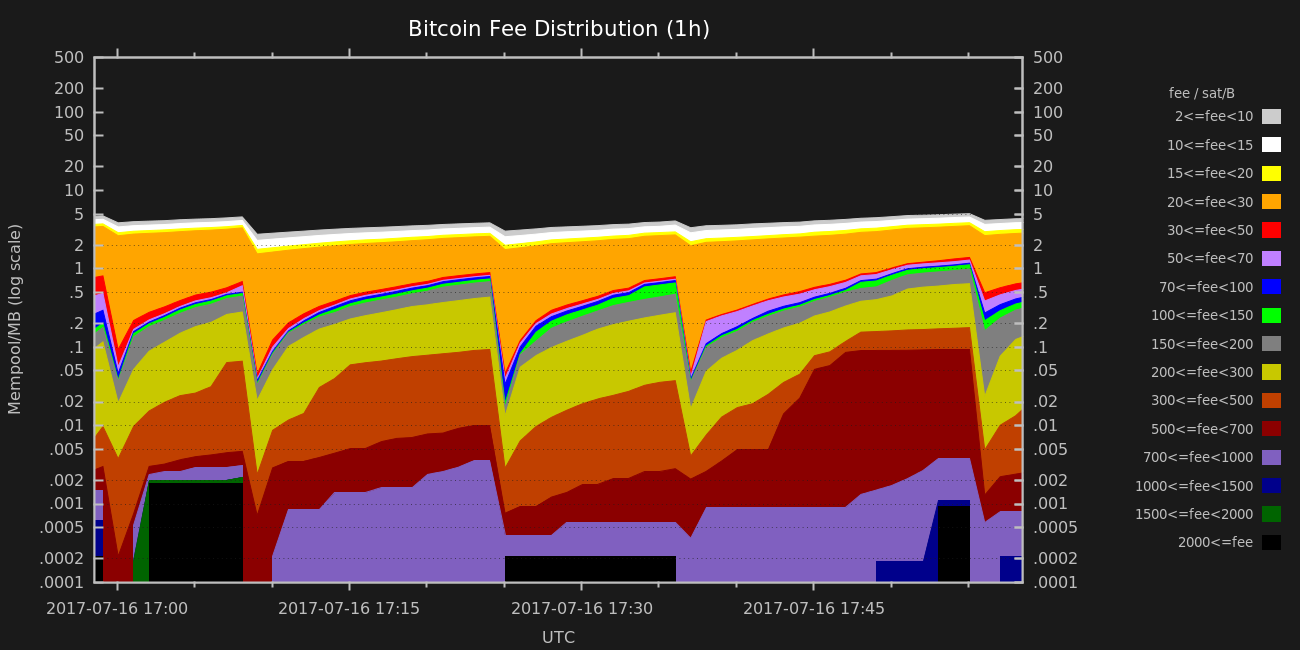 Bitcoin Fee Distribution (1h)
500
200
100
50
20
10
5
2
1
.5
.2
.1
.05
.02
.01
.005
.002
.001
.0005
.0002
.0001
Mempool/MB (log scale)
500
200
100
50
20
10
5
2
1
.5
.2
.1
.05
.02
.01
.005
.002
.001
.0005
.0002
.0001
2017-07-16 17:00
2017-07-16 17:15
2017-07-16 17:30
2017-07-16 17:45
UTC
fee / sat/B
2<=fee<10
10<=fee<15
15<=fee<20
20<=fee<30
30<=fee<50
50<=fee<70
70<=fee<100
100<=fee<150
150<=fee<200
200<=fee<300
300<=fee<500
500<=fee<700
700<=fee<1000
1000<=fee<1500
1500<=fee<2000
2000<=fee